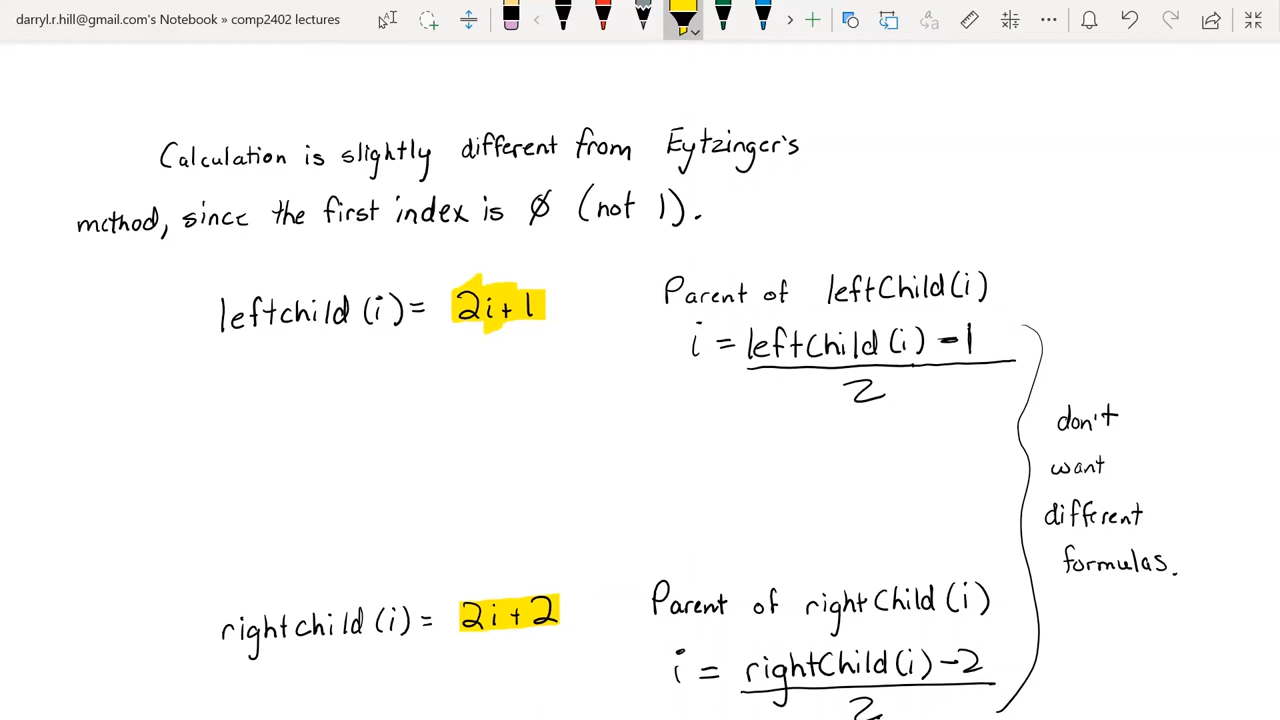 darryl.r.hill@gmail.com's Notebook » comp2402 lectures
Calculation is slightly different from Eytzinger's
method, since the first index is 0 (not 1).
leftchild (i) = 2i+1
Parent of leftChild(i)
i = leftChild(i) -1
2
don't
want
different
formulas.
rightchild (i) = 2i+2
Parent of rightChild(i)
i = rightChild(i) -2
2